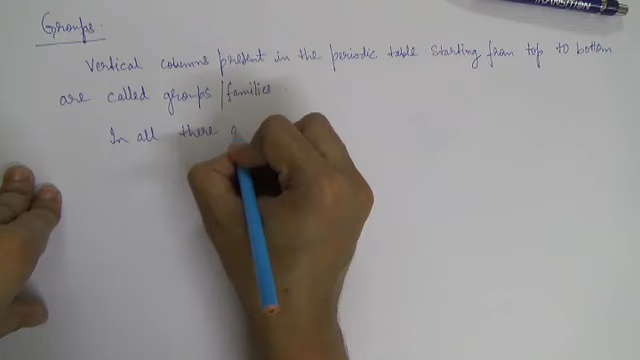 Groups.
TRANSITION
Vertical columns present in the periodic table starting from top to bottom
are called groups/families.
In all there a